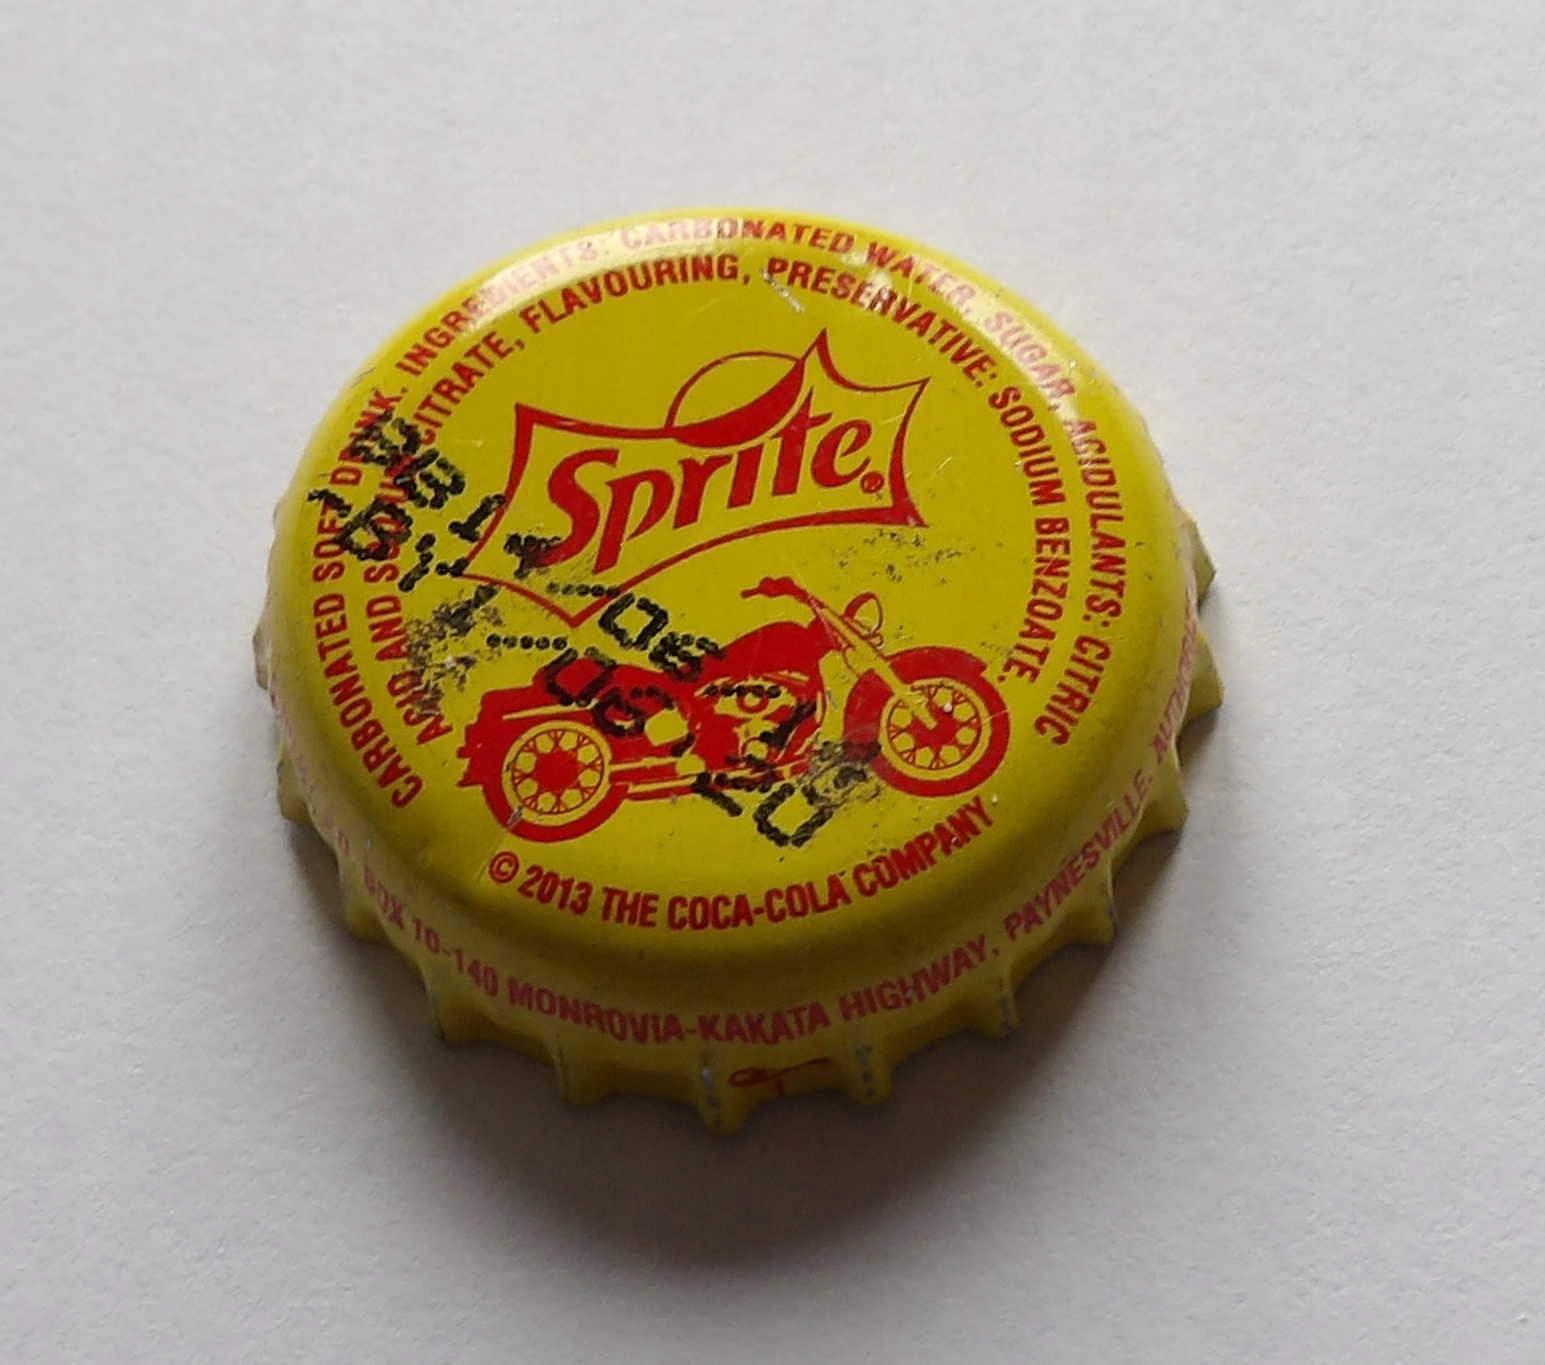 CARBONATED SOFT DRINK. INGREDIENTS: CARBONATED WATER, SUGAR, ACIDULANTS: CITRIC
ACID AND SODIUM CITRATE, FLAVOURING, PRESERVATIVE: SODIUM BENZOATE.
Sprite®
© 2013 THE COCA-COLA COMPANY
BOX 10-140 MONROVIA-KAKATA HIGHWAY, PAYNESVILLE.